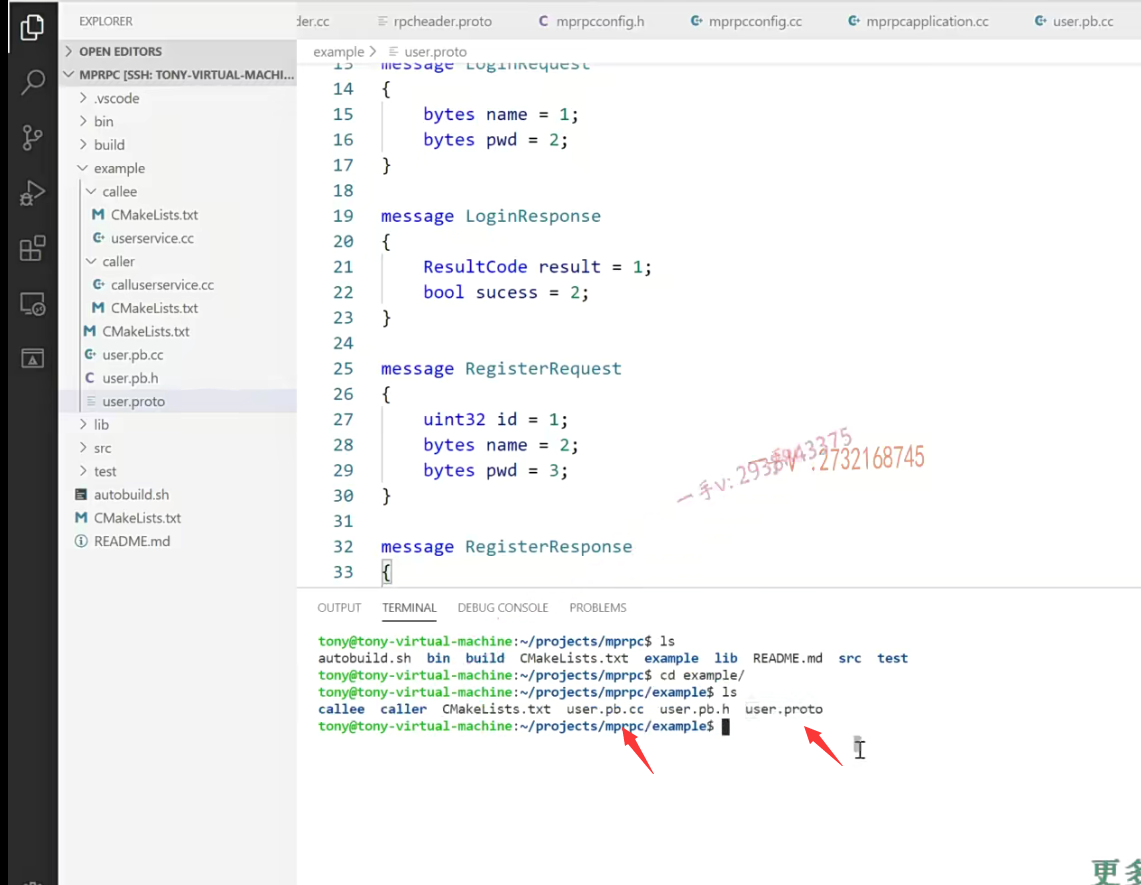 EXPLORER
der.cc rpcheader.proto mprpcconfig.h mprpcconfig.cc mprpcapplication.cc user.pb.cc
OPEN EDITORS
MPRPC [SSH: TONY-VIRTUAL-MACHI...
.vscode
bin
build
example
callee
CMakeLists.txt
userservice.cc
caller
calluserservice.cc
CMakeLists.txt
CMakeLists.txt
user.pb.cc
user.pb.h
user.proto
lib
src
test
autobuild.sh
CMakeLists.txt
README.md
example > user.proto
13 message LoginRequest
14 {
15 bytes name = 1;
16 bytes pwd = 2;
17 }
18
19 message LoginResponse
20 {
21 ResultCode result = 1;
22 bool sucess = 2;
23 }
24
25 message RegisterRequest
26 {
27 uint32 id = 1;
28 bytes name = 2;
29 bytes pwd = 3;
30 }
31
32 message RegisterResponse
33 {
一手V:
.2732168745
OUTPUT TERMINAL DEBUG CONSOLE PROBLEMS
tony@tony-virtual-machine:~/projects/mprpc$ ls
autobuild.sh bin build CMakeLists.txt example lib README.md src test
tony@tony-virtual-machine:~/projects/mprpc$ cd example/
tony@tony-virtual-machine:~/projects/mprpc/example$ ls
callee caller CMakeLists.txt user.pb.cc user.pb.h user.proto
tony@tony-virtual-machine:~/projects/mprpc/example$
更多